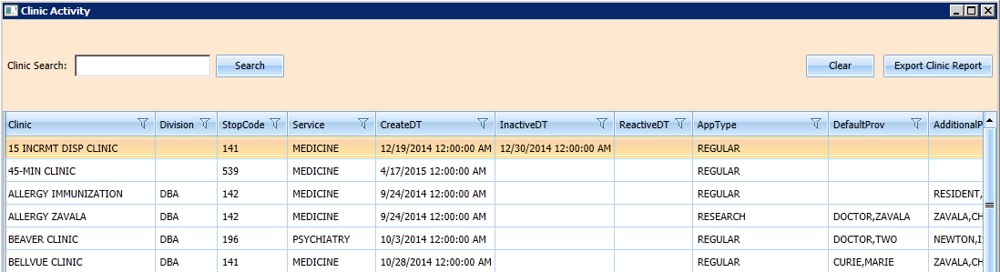 Clinic Activity
Clinic Search: Search Clear Export Clinic Report
Clinic Division StopCode Service CreateDT InactiveDT ReactiveDT AppType DefaultProv AdditionalP
15 INCRMT DISP CLINIC 141 MEDICINE 12/19/2014 12:00:00 AM 12/30/2014 12:00:00 AM REGULAR
45-MIN CLINIC 539 MEDICINE 4/17/2015 12:00:00 AM REGULAR
ALLERGY IMMUNIZATION DBA 142 MEDICINE 9/24/2014 12:00:00 AM REGULAR RESIDENT,
ALLERGY ZAVALA DBA 142 MEDICINE 9/24/2014 12:00:00 AM RESEARCH DOCTOR,ZAVALA ZAVALA,CH
BEAVER CLINIC DBA 196 PSYCHIATRY 10/3/2014 12:00:00 AM REGULAR DOCTOR,TWO NEWTON,I
BELLVUE CLINIC DBA 141 MEDICINE 10/28/2014 12:00:00 AM REGULAR CURIE,MARIE ZAVALA,CH